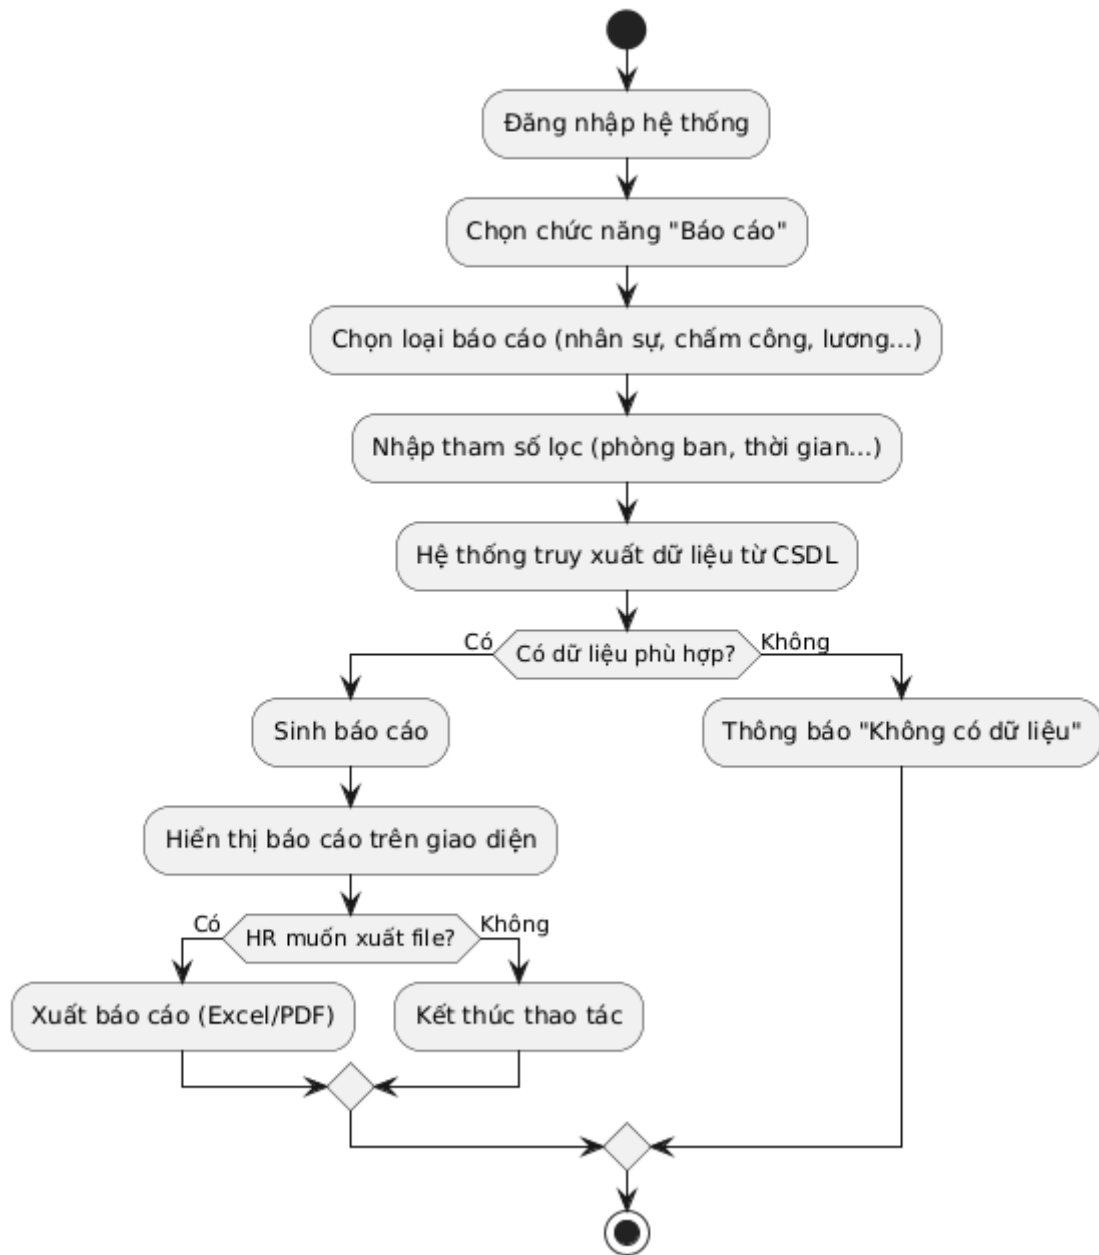 Đăng nhập hệ thống
Chọn chức năng "Báo cáo"
Chọn loại báo cáo (nhân sự, chấm công, lương...)
Nhập tham số lọc (phòng ban, thời gian...)
Hệ thống truy xuất dữ liệu từ CSDL
Có
Có dữ liệu phù hợp?
Không
Sinh báo cáo
Thông báo "Không có dữ liệu"
Hiển thị báo cáo trên giao diện
Có
HR muốn xuất file?
Không
Xuất báo cáo (Excel/PDF)
Kết thúc thao tác